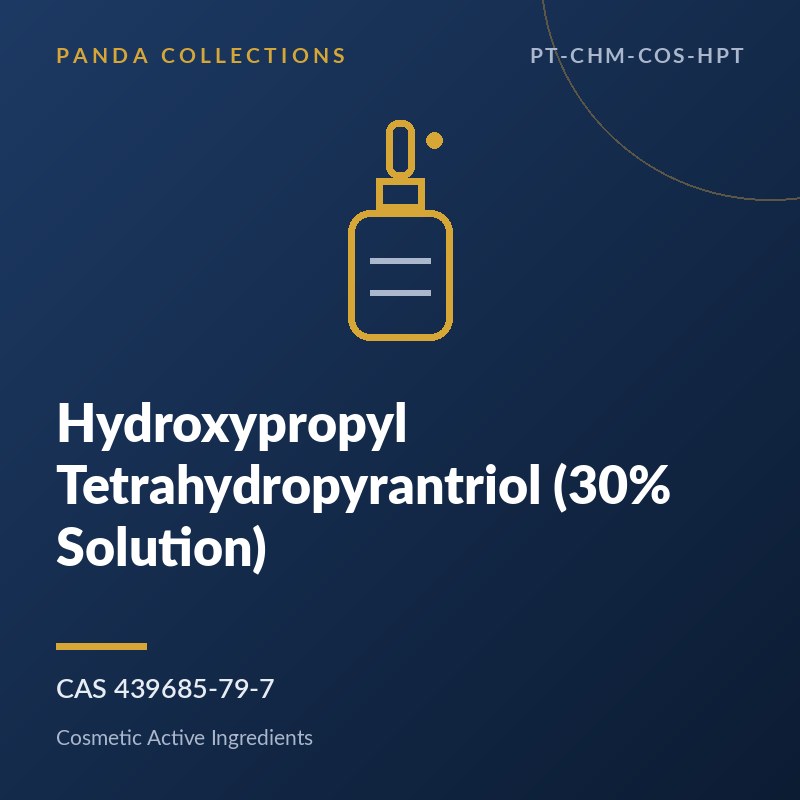 PANDA COLLECTIONS
PT-CHM-COS-HPT
Hydroxypropyl
Tetrahydropyrantriol (30%
Solution)
CAS 439685-79-7
Cosmetic Active Ingredients